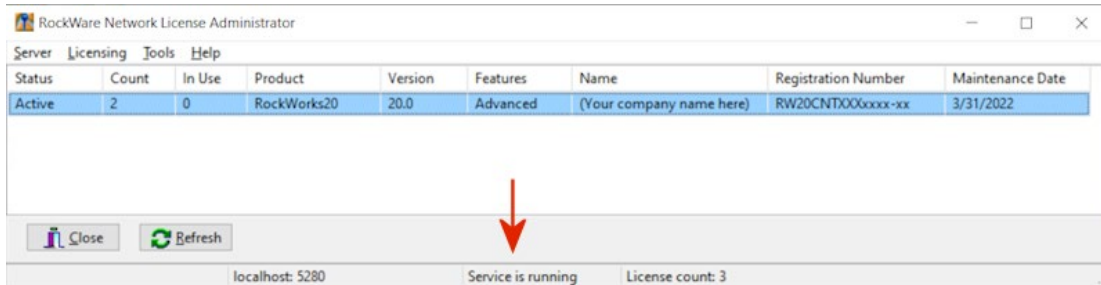 RockWare Network License Administrator
Server Licensing Tools Help
Status Count In Use Product Version Features Name Registration Number Maintenance Date
Active 2 0 RockWorks20 20.0 Advanced (Your company name here) RW20CNTXXXxxxx-xx 3/31/2022
Close Refresh
localhost: 5280 Service is running License count: 3